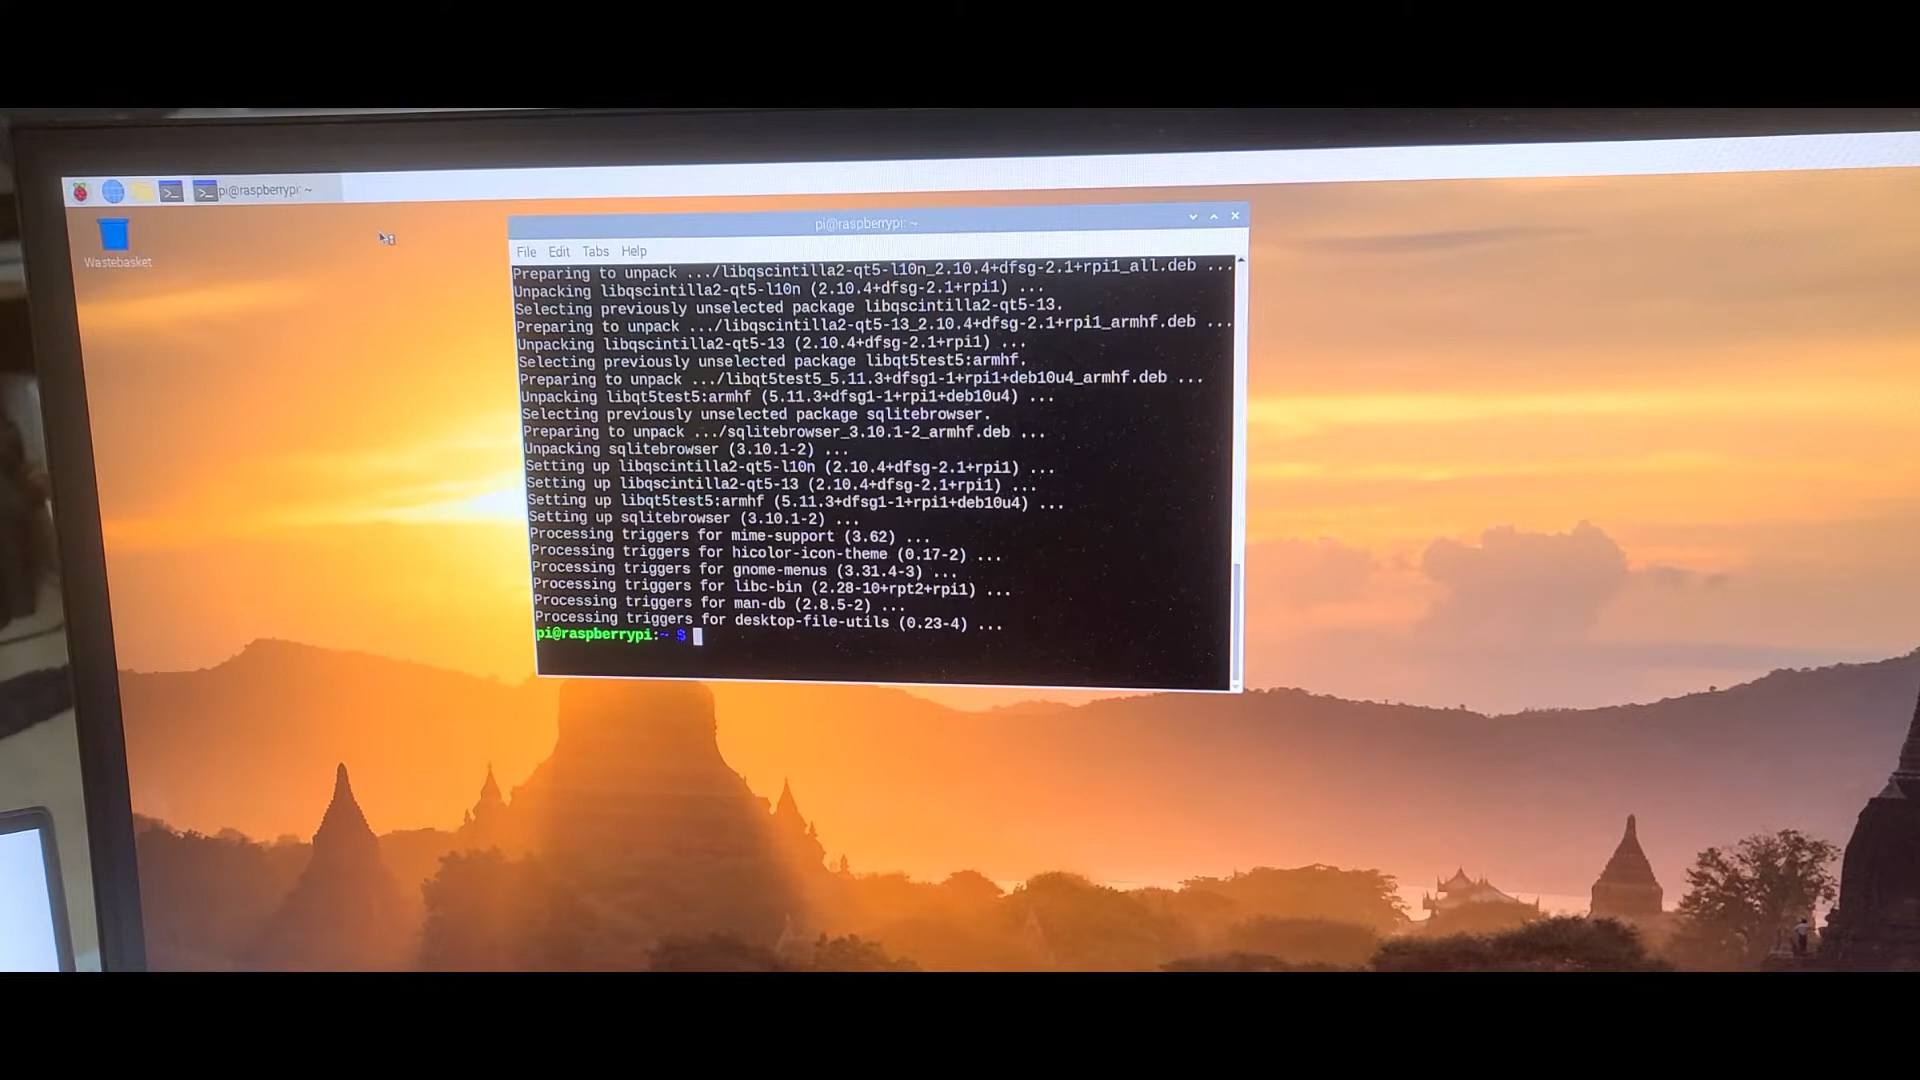 pi@raspberrypi: ~
Wastebasket
pi@raspberrypi: ~
File Edit Tabs Help
Preparing to unpack .../libqscintilla2-qt5-l10n_2.10.4+dfsg-2.1+rpi1_all.deb ...
Unpacking libqscintilla2-qt5-l10n (2.10.4+dfsg-2.1+rpi1) ...
Selecting previously unselected package libqscintilla2-qt5-13.
Preparing to unpack .../libqscintilla2-qt5-13_2.10.4+dfsg-2.1+rpi1_armhf.deb ...
Unpacking libqscintilla2-qt5-13 (2.10.4+dfsg-2.1+rpi1) ...
Selecting previously unselected package libqt5test5:armhf.
Preparing to unpack .../libqt5test5_5.11.3+dfsg1-1+rpi1+deb10u4_armhf.deb ...
Unpacking libqt5test5:armhf (5.11.3+dfsg1-1+rpi1+deb10u4) ...
Selecting previously unselected package sqlitebrowser.
Preparing to unpack .../sqlitebrowser_3.10.1-2_armhf.deb ...
Unpacking sqlitebrowser (3.10.1-2) ...
Setting up libqscintilla2-qt5-l10n (2.10.4+dfsg-2.1+rpi1) ...
Setting up libqscintilla2-qt5-13 (2.10.4+dfsg-2.1+rpi1) ...
Setting up libqt5test5:armhf (5.11.3+dfsg1-1+rpi1+deb10u4) ...
Setting up sqlitebrowser (3.10.1-2) ...
Processing triggers for mime-support (3.62) ...
Processing triggers for hicolor-icon-theme (0.17-2) ...
Processing triggers for gnome-menus (3.31.4-3) ...
Processing triggers for libc-bin (2.28-10+rpt2+rpi1) ...
Processing triggers for man-db (2.8.5-2) ...
Processing triggers for desktop-file-utils (0.23-4) ...
pi@raspberrypi:~ $